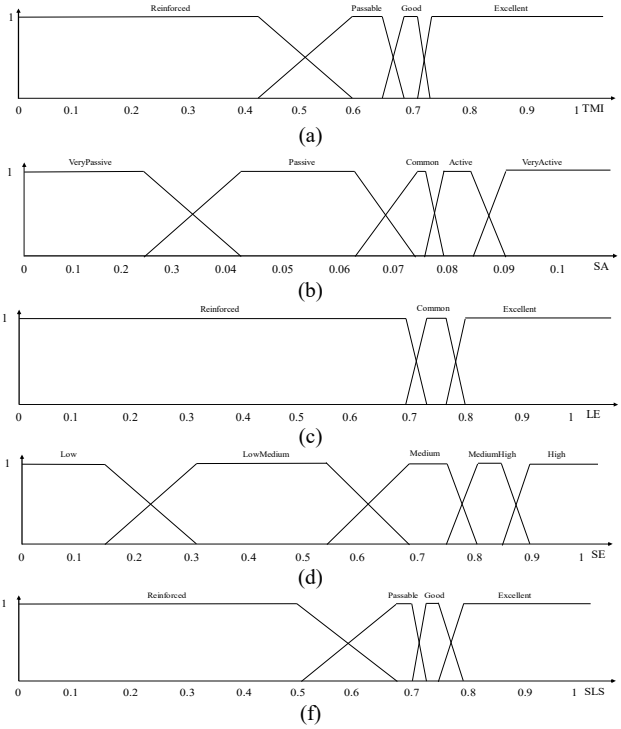 Reinforced Passable Good Excellent
1
0 0.1 0.2 0.3 0.4 0.5 0.6 0.7 0.8 0.9 1 TMI
(a)
VeryPassive Passive Common Active VeryActive
1
0 0.1 0.2 0.3 0.04 0.05 0.06 0.07 0.08 0.09 0.1 SA
(b)
Reinforced Common Excellent
1
0 0.1 0.2 0.3 0.4 0.5 0.6 0.7 0.8 0.9 1 LE
(c)
Low LowMedium Medium MediumHigh High
1
0 0.1 0.2 0.3 0.4 0.5 0.6 0.7 0.8 0.9 1 SE
(d)
Reinforced Passable Good Excellent
1
0 0.1 0.2 0.3 0.4 0.5 0.6 0.7 0.8 0.9 1 SLS
(f)